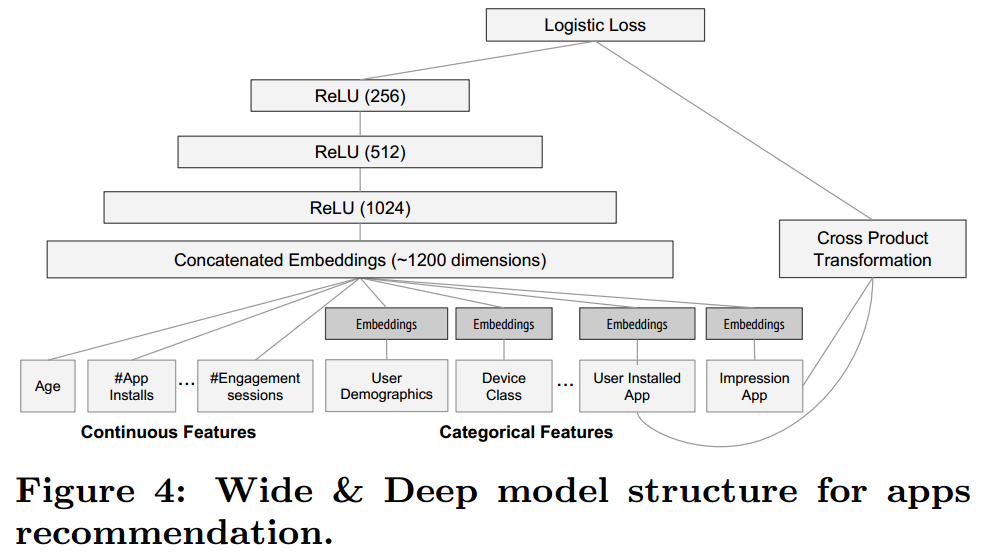 Logistic Loss
ReLU (256)
ReLU (512)
ReLU (1024)
Concatenated Embeddings (~1200 dimensions)
Cross Product
Transformation
Embeddings
Embeddings
Embeddings
Embeddings
Age
#App
Installs
...
#Engagement
sessions
User
Demographics
Device
Class
...
User Installed
App
Impression
App
Continuous Features
Categorical Features
Figure 4: Wide & Deep model structure for apps
recommendation.